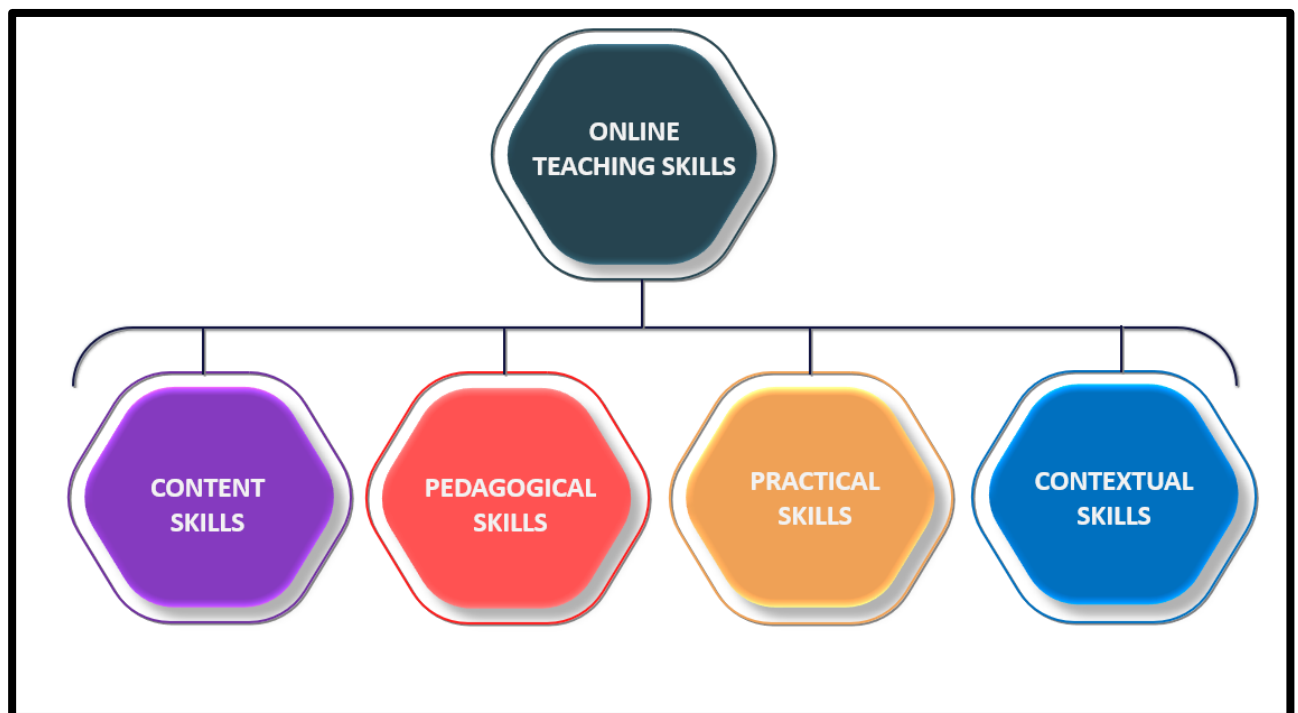 ONLINE
TEACHING SKILLS
CONTENT
SKILLS
PEDAGOGICAL
SKILLS
PRACTICAL
SKILLS
CONTEXTUAL
SKILLS